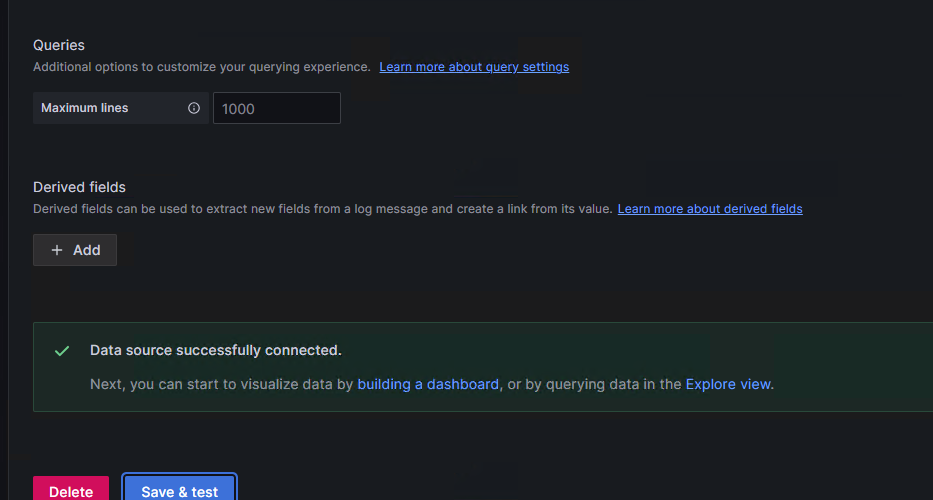 Queries
Additional options to customize your querying experience. Learn more about query settings
Maximum lines 1000
Derived fields
Derived fields can be used to extract new fields from a log message and create a link from its value. Learn more about derived fields
+ Add
Data source successfully connected.
Next, you can start to visualize data by building a dashboard, or by querying data in the Explore view.
Delete Save & test